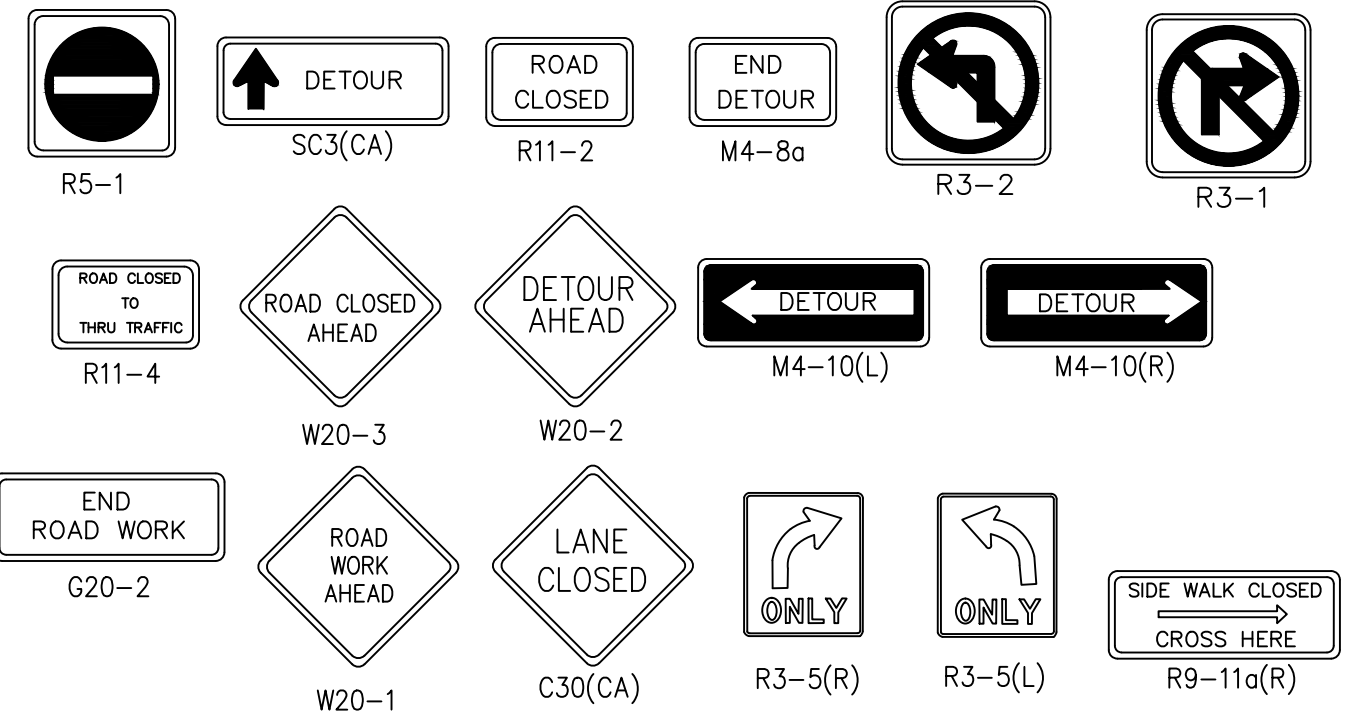 DETOUR
ROAD
CLOSED
END
DETOUR
R5-1
SC3(CA)
R11-2
M4-8a
R3-2
R3-1
ROAD CLOSED
TO
THRU TRAFFIC
ROAD CLOSED
AHEAD
DETOUR
AHEAD
DETOUR
DETOUR
R11-4
W20-3
W20-2
M4-10(L)
M4-10(R)
END
ROAD WORK
ROAD
WORK
AHEAD
LANE
CLOSED
ONLY
ONLY
SIDE WALK CLOSED
CROSS HERE
G20-2
W20-1
C30(CA)
R3-5(R)
R3-5(L)
R9-11a(R)